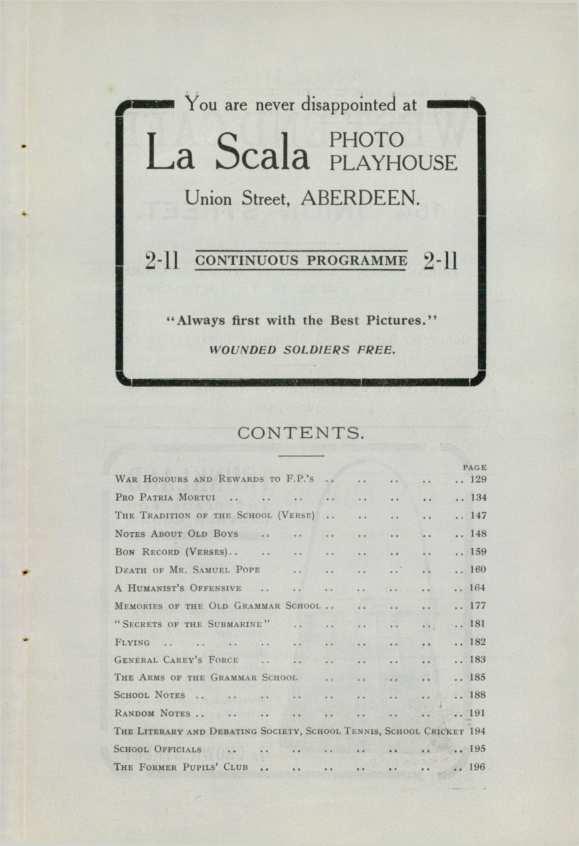 You are never disappointed at
La Scala PHOTO PLAYHOUSE
Union Street, ABERDEEN.
2-11 CONTINUOUS PROGRAMME 2-11
"Always first with the Best Pictures."
WOUNDED SOLDIERS FREE.
CONTENTS.
PAGE
WAR HONOURS AND REWARDS TO F.P.'S .. .. .. .. .. 129
PRO PATRIA MORTUI .. .. .. .. .. .. .. .. 134
THE TRADITION OF THE SCHOOL (VERSE) .. .. .. .. .. 147
NOTES ABOUT OLD BOYS .. .. .. .. .. .. .. 148
BON RECORD (VERSES).. .. .. .. .. .. .. .. 159
DEATH OF MR. SAMUEL POPE .. .. .. .. .. .. 160
A HUMANIST'S OFFENSIVE .. .. .. .. .. .. .. 164
MEMORIES OF THE OLD GRAMMAR SCHOOL .. .. .. .. .. 177
"SECRETS OF THE SUBMARINE" .. .. .. .. .. .. 181
FLYING .. .. .. .. .. .. .. .. .. .. 182
GENERAL CAREY'S FORCE .. .. .. .. .. .. .. 183
THE ARMS OF THE GRAMMAR SCHOOL .. .. .. .. .. 185
SCHOOL NOTES .. .. .. .. .. .. .. .. .. 188
RANDOM NOTES .. .. .. .. .. .. .. .. .. 191
THE LITERARY AND DEBATING SOCIETY, SCHOOL TENNIS, SCHOOL CRICKET 194
SCHOOL OFFICIALS .. .. .. .. .. .. .. .. 195
THE FORMER PUPILS' CLUB .. .. .. .. .. .. .. 196